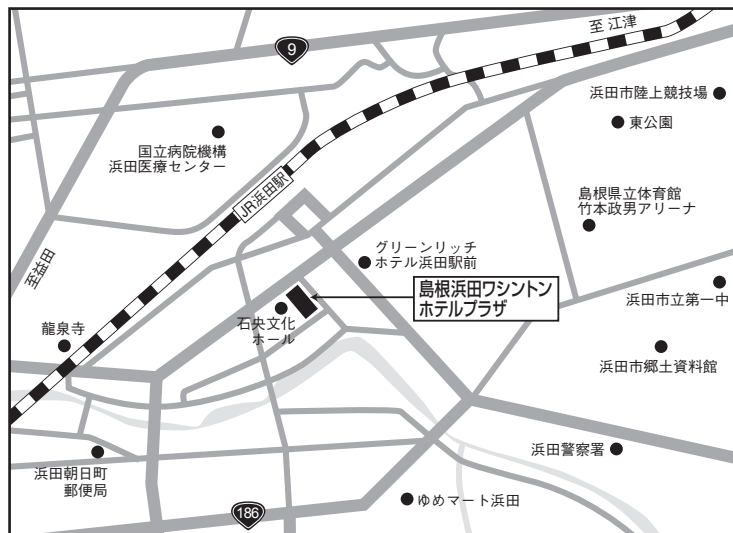 至 江津
9
浜田市陸上競技場
東公園
国立病院機構
浜田医療センター
JR浜田駅
島根県立体育館
竹本政男アリーナ
グリーンリッチ
ホテル浜田駅前
至益田
島根浜田ワシントン
ホテルプラザ
浜田市立第一中
石央文化
ホール
龍泉寺
浜田市郷土資料館
浜田警察署
浜田朝日町
郵便局
ゆめマート浜田
186